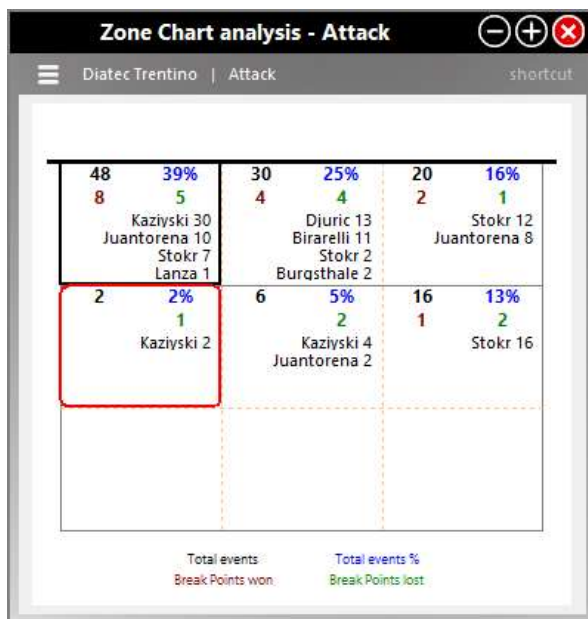 Zone Chart analysis - Attack
Diatec Trentino | Attack shortcut
48 39% 30 25% 20 16%
8 5 4 4 2 1
Kaziyski 30 Djuric 13 Stokr 12
Juantorena 10 Birarelli 11 Juantorena 8
Stokr 7 Stokr 2
Lanza 1 Burgsthale 2
2 2% 6 5% 16 13%
1 2 1 2
Kaziyski 2 Kaziyski 4 Stokr 16
Juantorena 2
Total events Total events %
Break Points won Break Points lost